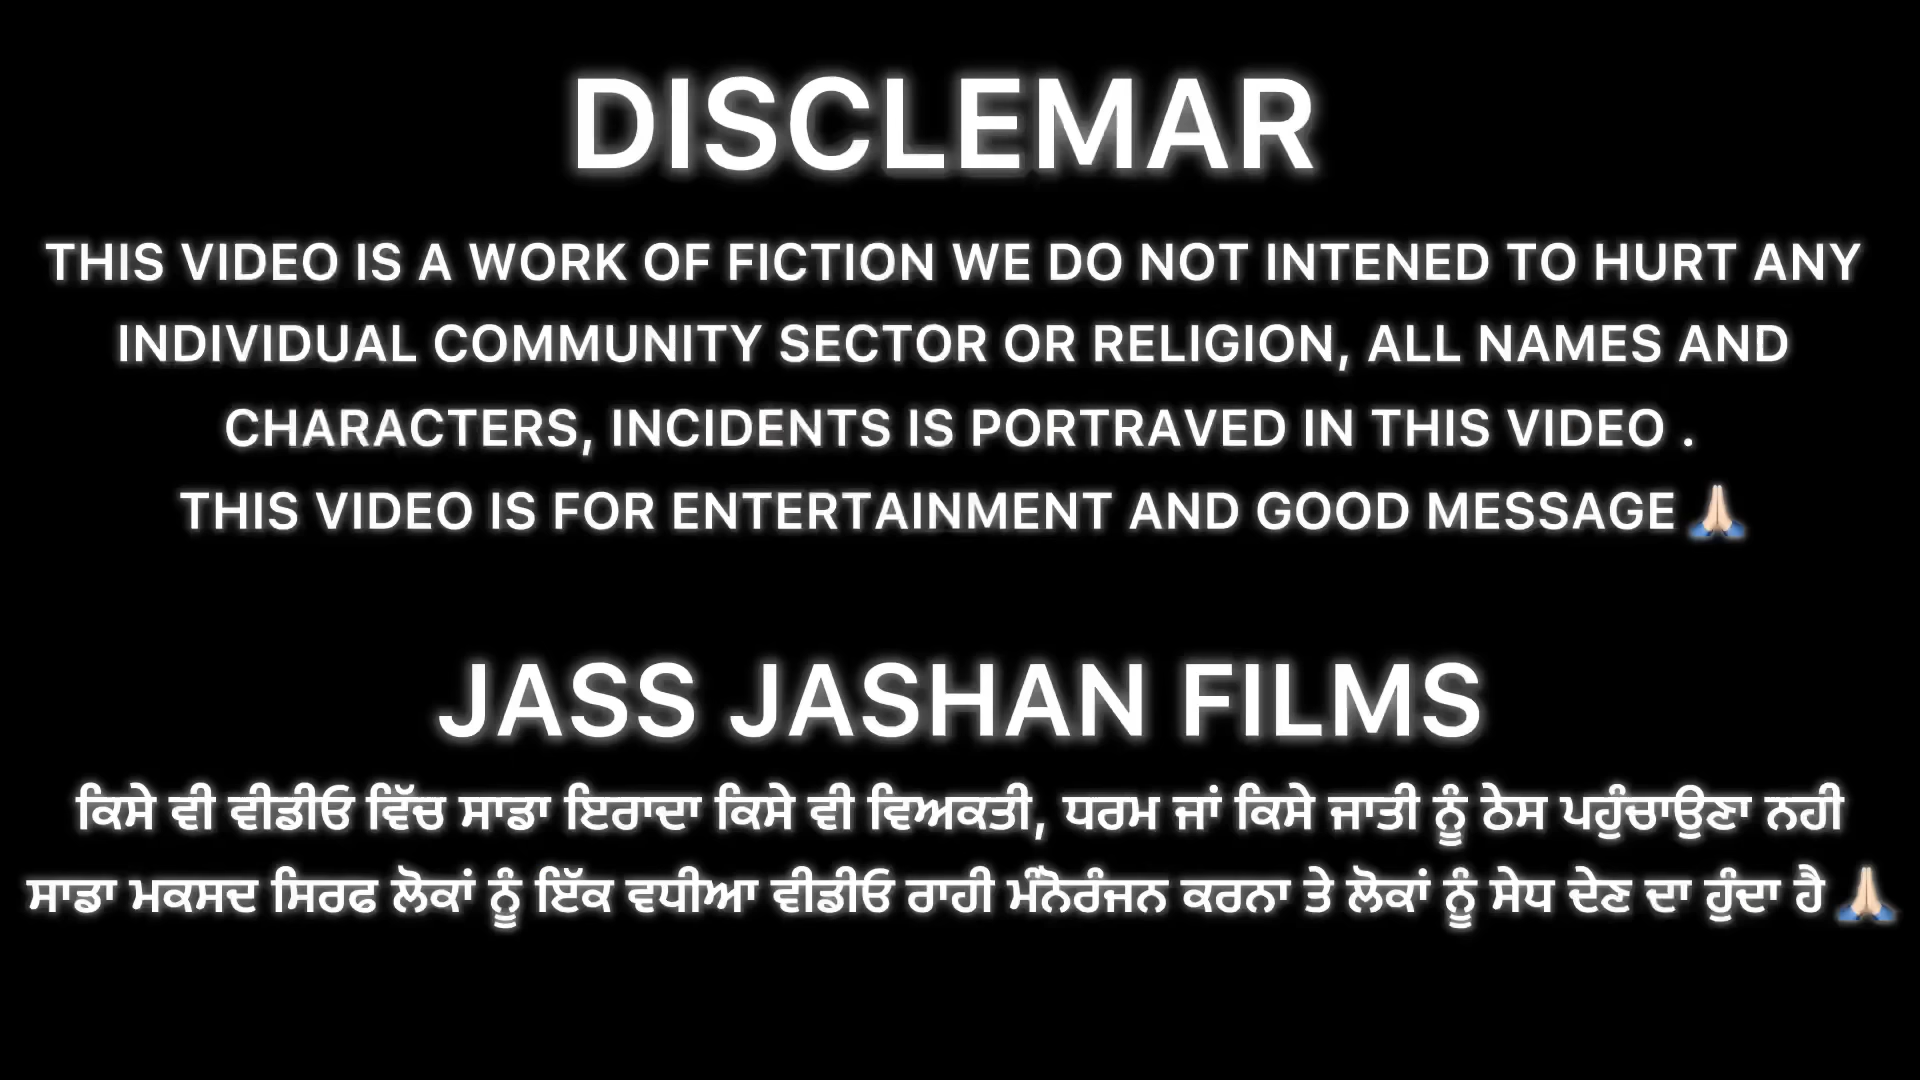 DISCLEMAR
THIS VIDEO IS A WORK OF FICTION WE DO NOT INTENED TO HURT ANY
INDIVIDUAL COMMUNITY SECTOR OR RELIGION, ALL NAMES AND
CHARACTERS, INCIDENTS IS PORTRAVED IN THIS VIDEO .
THIS VIDEO IS FOR ENTERTAINMENT AND GOOD MESSAGE🙏🏻
JASS JASHAN FILMS
ਕਿਸੇ ਵੀ ਵੀਡੀਓ ਵਿੱਚ ਸਾਡਾ ਇਰਾਦਾ ਕਿਸੇ ਵੀ ਵਿਅਕਤੀ, ਧਰਮ ਜਾਂ ਕਿਸੇ ਜਾਤੀ ਨੂੰ ਠੇਸ ਪਹੁੰਚਾਉਣਾ ਨਹੀ
ਸਾਡਾ ਮਕਸਦ ਸਿਰਫ ਲੋਕਾਂ ਨੂੰ ਇੱਕ ਵਧੀਆ ਵੀਡੀਓ ਰਾਹੀ ਮੰਨੋਰੰਜਨ ਕਰਨਾ ਤੇ ਲੋਕਾਂ ਨੂੰ ਸੇਧ ਦੇਣ ਦਾ ਹੁੰਦਾ ਹੈ🙏🏻